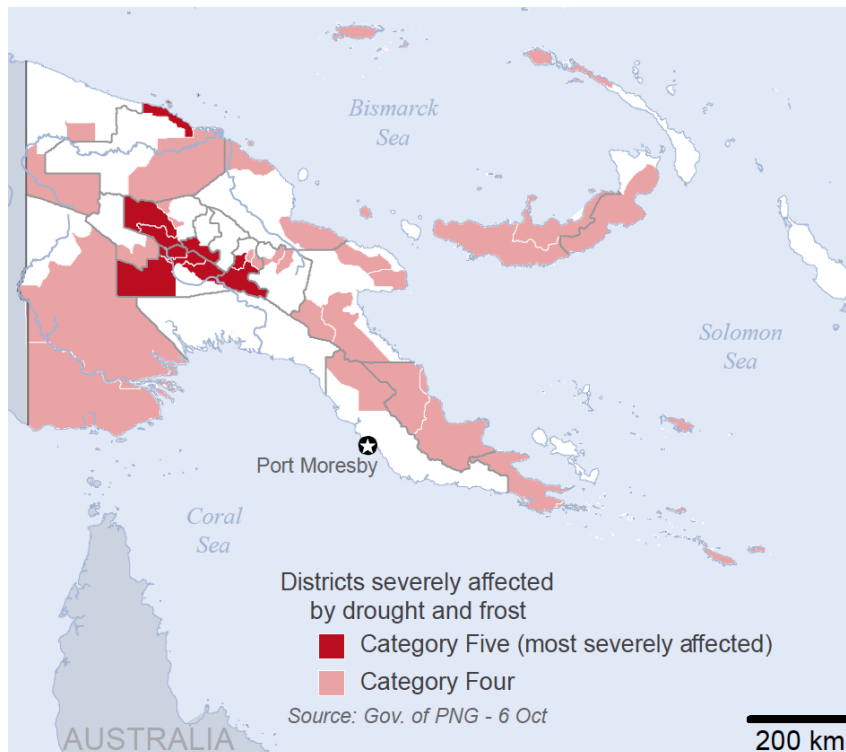 Bismarck
Sea
Solomon
Sea
Port Moresby
Coral
Sea
Districts severely affected
by drought and frost
Category Five (most severely affected)
Category Four
Source: Gov. of PNG - 6 Oct
AUSTRALIA
200 km